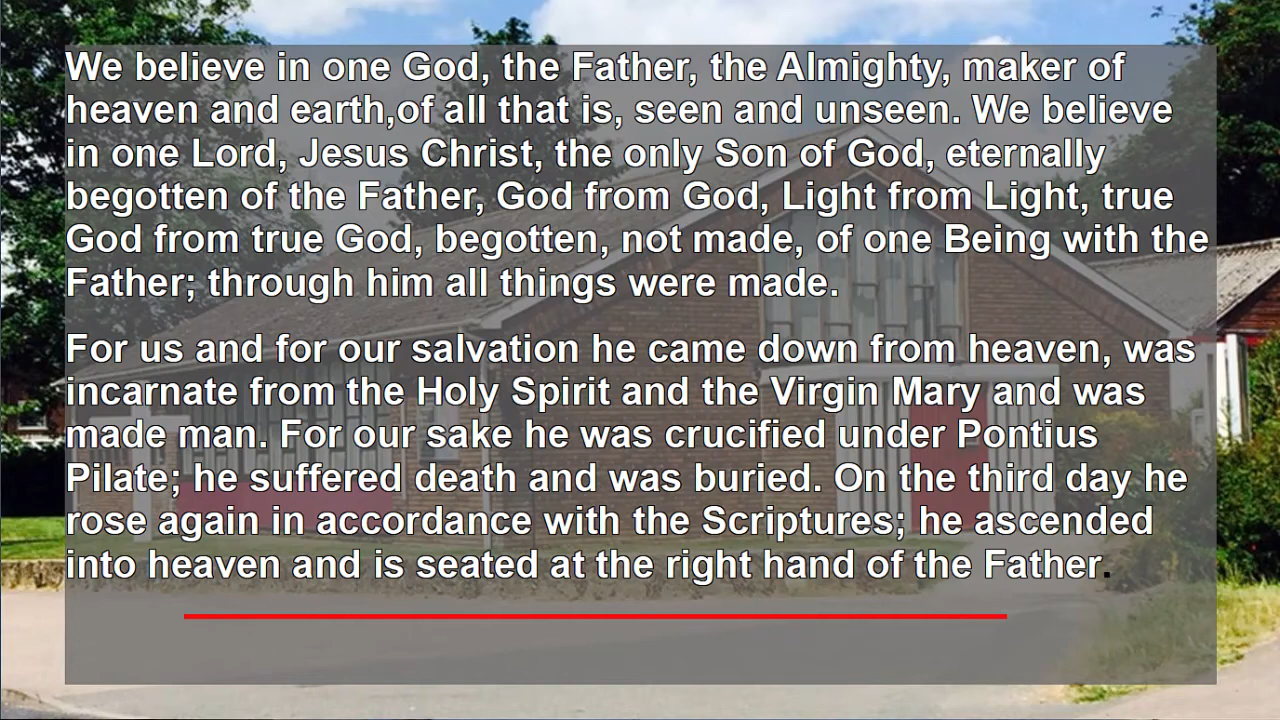 We believe in one God, the Father, the Almighty, maker of
heaven and earth,of all that is, seen and unseen. We believe
in one Lord, Jesus Christ, the only Son of God, eternally
begotten of the Father, God from God, Light from Light, true
God from true God, begotten, not made, of one Being with the
Father; through him all things were made.
For us and for our salvation he came down from heaven, was
incarnate from the Holy Spirit and the Virgin Mary and was
made man. For our sake he was crucified under Pontius
Pilate; he suffered death and was buried. On the third day he
rose again in accordance with the Scriptures; he ascended
into heaven and is seated at the right hand of the Father.